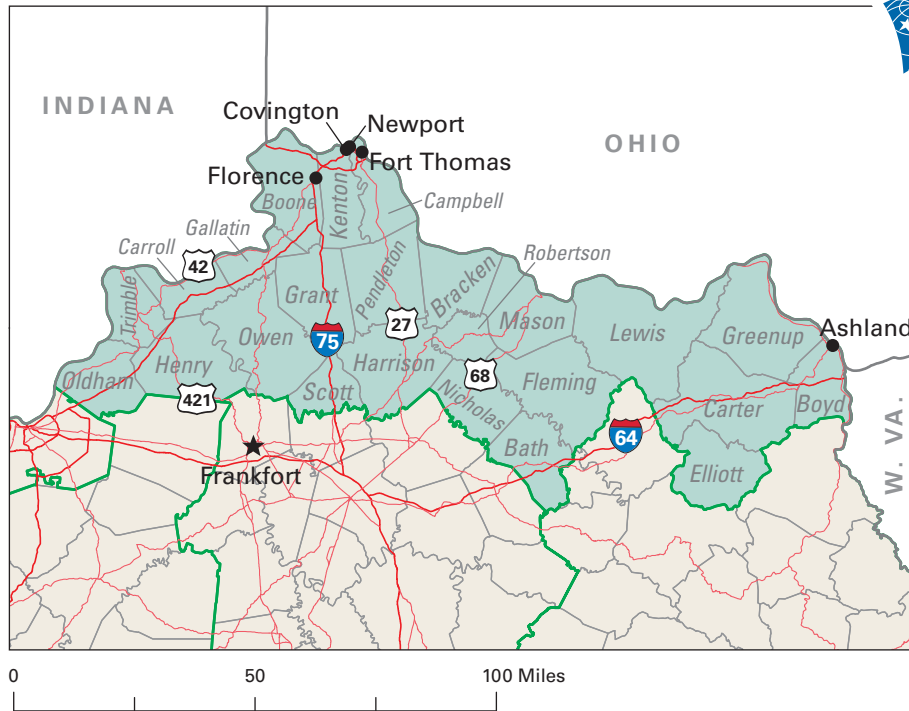 INDIANA
OHIO
Covington
Newport
Fort Thomas
Florence
Boone
Kenton
Campbell
Gallatin
Carroll
42
Trimble
Grant
Pendleton
Bracken
Robertson
Owen
75
27
Mason
Lewis
Greenup
Ashland
Oldham
Henry
421
Scott
Harrison
68
Nicholas
Fleming
Carter
Boyd
64
Bath
Elliott
Frankfort
W. VA.
0
50
100 Miles